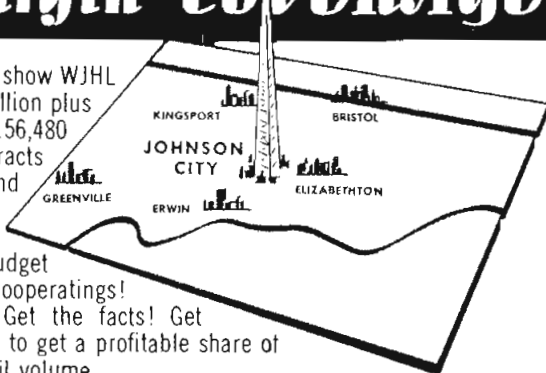 show WJHL
llion plus
56,480
racts
nd
KINGSPORT
BRISTOL
JOHNSON
CITY
ELIZABETHTON
GREENVILLE
ERWIN
udget
ooperatings!
Get the facts! Get
to get a profitable share of
il volume